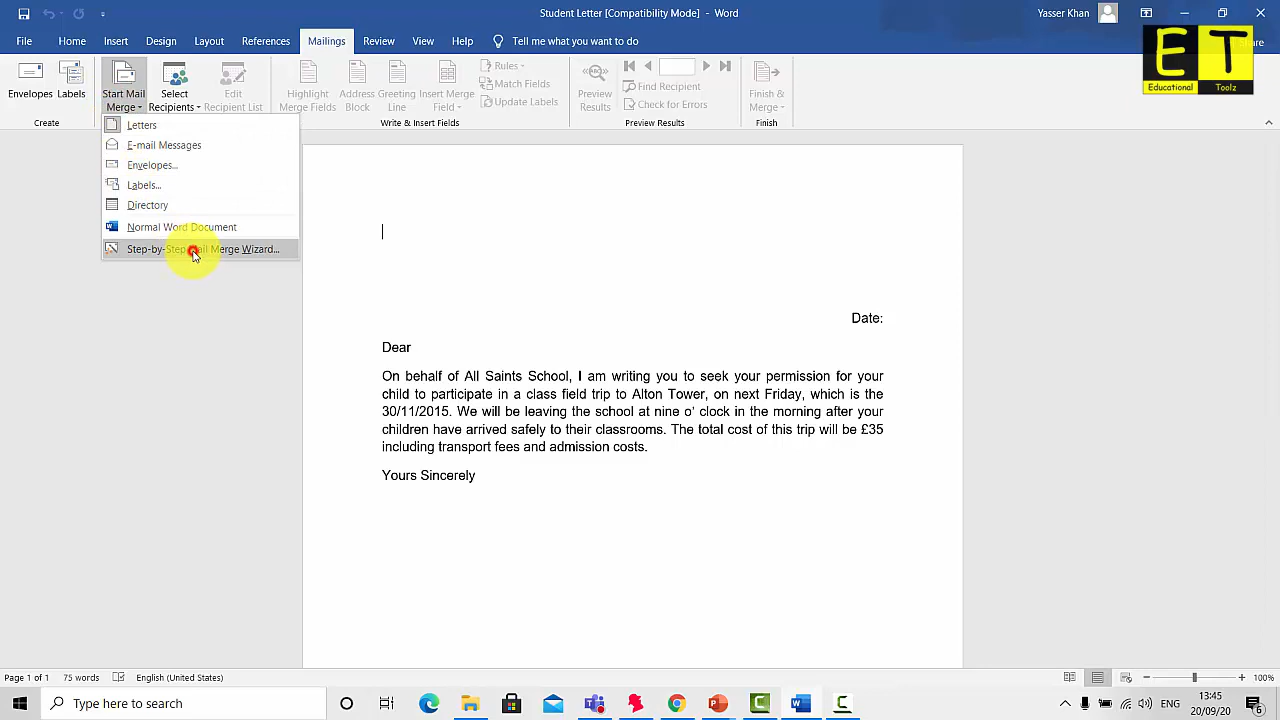 Student Letter [Compatibility Mode] - Word
Yasser Khan
File Home Insert Design Layout References Mailings Review View Help Tell me what you want to do
Share
ET
Educational Toolz
Envelopes Labels
Create
Start Mail Merge
Select Recipients
Edit Recipient List
Highlight Merge Fields
Address Block
Greeting Line
Insert Merge Field
Rules
Match Fields
Update Labels
Write & Insert Fields
Preview Results
Find Recipient
Check for Errors
Preview Results
Finish & Merge
Finish
Letters
E-mail Messages
Envelopes...
Labels...
Directory
Normal Word Document
Step-by-Step Mail Merge Wizard...
Date:
Dear
On behalf of All Saints School, I am writing you to seek your permission for your
child to participate in a class field trip to Alton Tower, on next Friday, which is the
30/11/2015. We will be leaving the school at nine o’ clock in the morning after your
children have arrived safely to their classrooms. The total cost of this trip will be £35
including transport fees and admission costs.
Yours Sincerely
Page 1 of 1 75 words English (United States) 100%
Type here to search
13:45
20/09/20
6